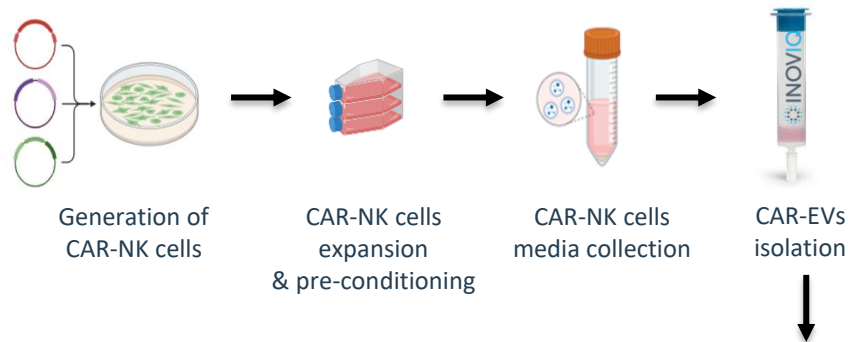 INOVIQ
Generation of
CAR-NK cells
CAR-NK cells
expansion
& pre-conditioning
CAR-NK cells
media collection
CAR-EVs
isolation